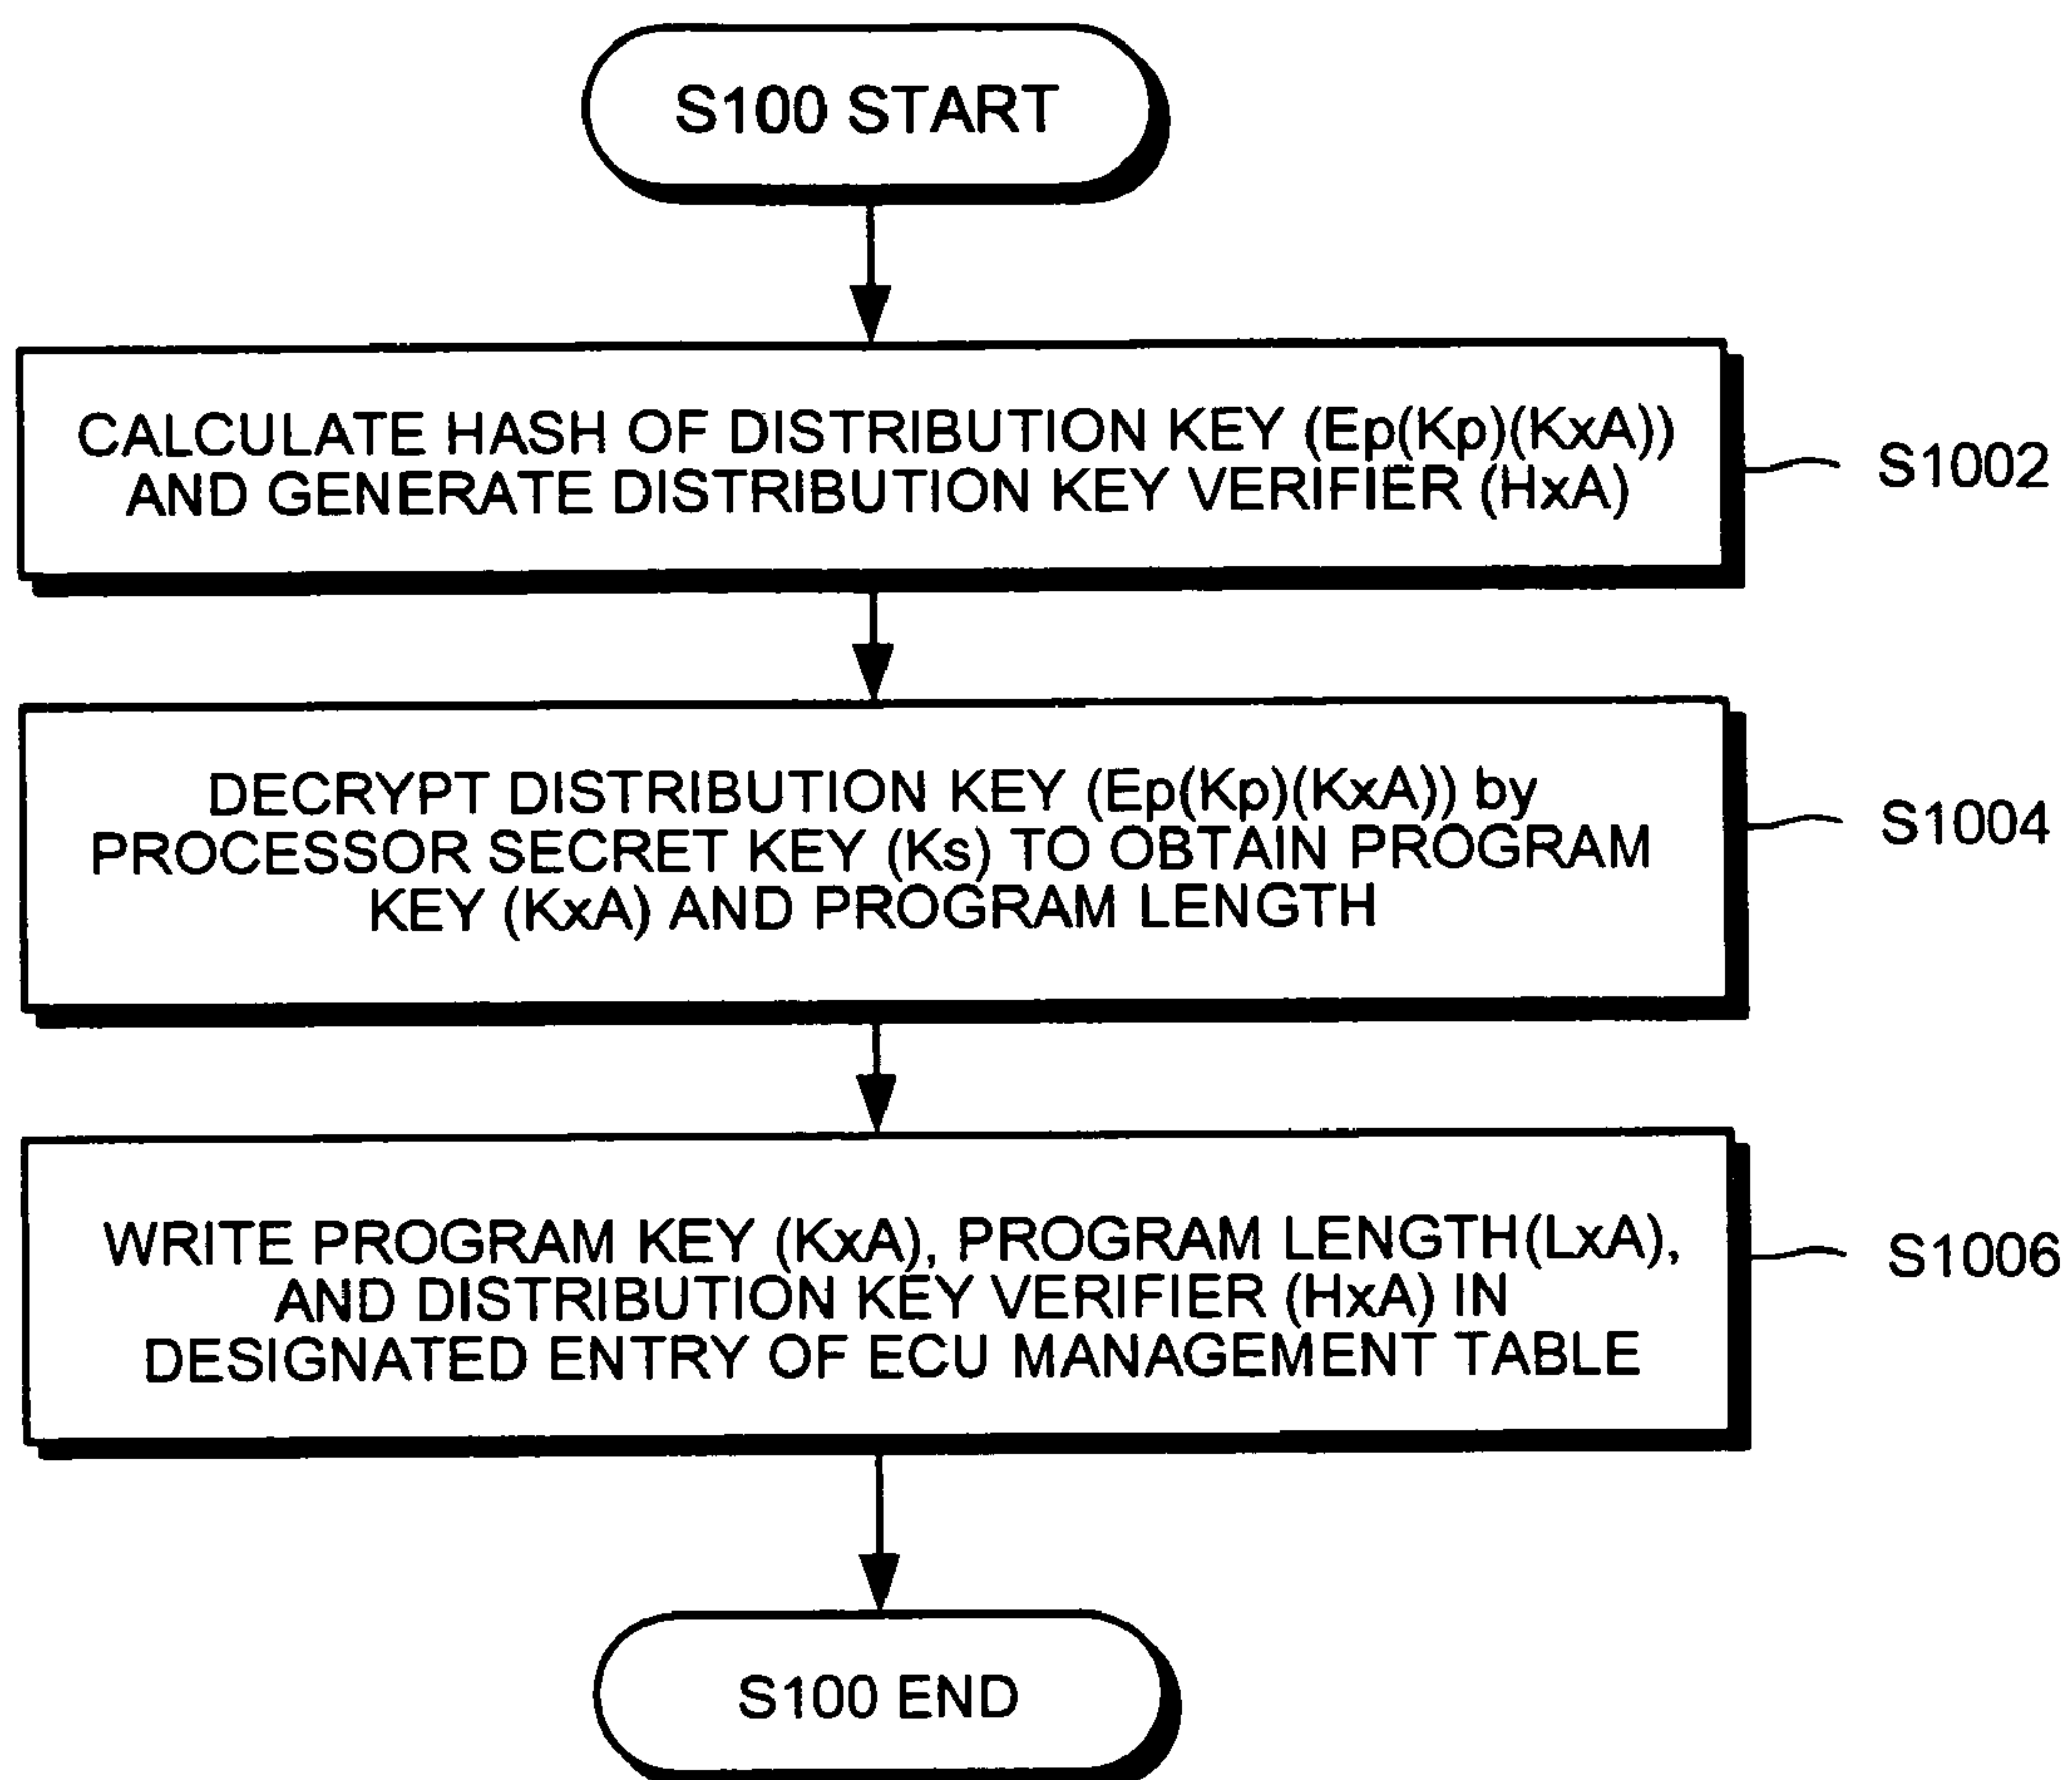 S100 START
CALCULATE HASH OF DISTRIBUTION KEY (Ep(Kp)(KxA))
AND GENERATE DISTRIBUTION KEY VERIFIER (HxA)
S1002
DECRYPT DISTRIBUTION KEY (Ep(Kp)(KxA)) by
PROCESSOR SECRET KEY (Ks) TO OBTAIN PROGRAM
KEY (KxA) AND PROGRAM LENGTH
S1004
WRITE PROGRAM KEY (KxA), PROGRAM LENGTH(LxA),
AND DISTRIBUTION KEY VERIFIER (HxA) IN
DESIGNATED ENTRY OF ECU MANAGEMENT TABLE
S1006
S100 END